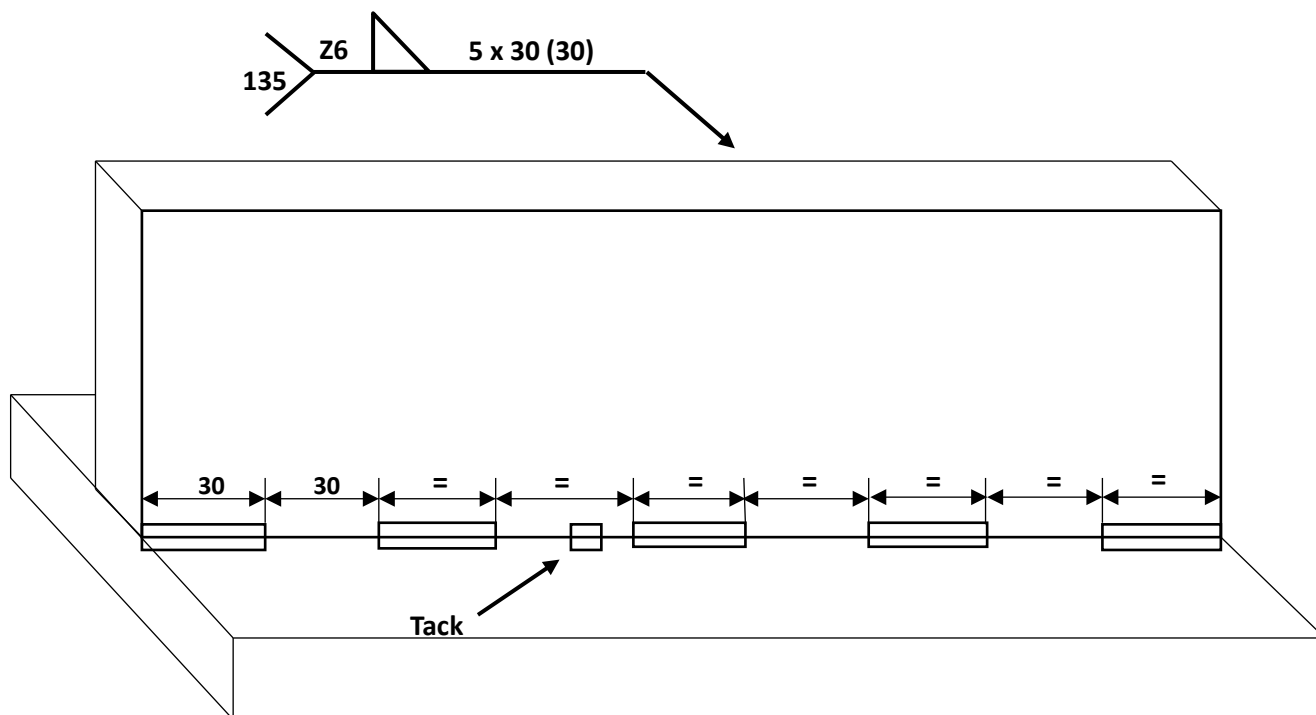 Z6 5 x 30 (30)
135
30 30 = = = = = = =
Tack